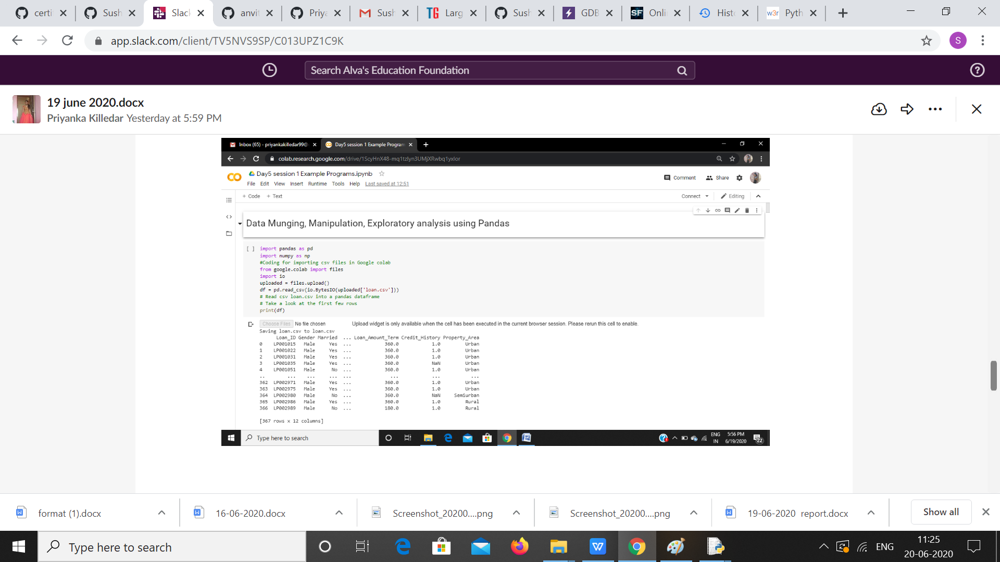 certi
Sush
Slack
anvit
Priya
Sush
TG Larg
Sush
GDB
SF Onli
Histo
w3r Pyth
app.slack.com/client/TV5NVS9SP/C013UPZ1C9K
S
Search Alva's Education Foundation
19 june 2020.docx
Priyanka Killedar Yesterday at 5:59 PM
Inbox (65) - priyankakilledar99@
Day5 session 1 Example Program
colab.research.google.com/drive/1ScyHnX48-mq1tzlyn3UMjXRwbq1yxlor
Day5 session 1 Example Programs.ipynb
Comment Share
File Edit View Insert Runtime Tools Help Last saved at 12:51
+ Code + Text
Connect Editing
Data Munging, Manipulation, Exploratory analysis using Pandas
[ ] import pandas as pd
import numpy as np
#Coding for importing csv files in Google colab
from google.colab import files
import io
uploaded = files.upload()
df = pd.read_csv(io.BytesIO(uploaded['loan.csv']))
# Read csv loan.csv into a pandas dataframe
# Take a look at the first few rows
print(df)
Choose Files No file chosen Upload widget is only available when the cell has been executed in the current browser session. Please rerun this cell to enable.
Saving loan.csv to loan.csv
Loan_ID Gender Married ... Loan_Amount_Term Credit_History Property_Area
0 LP001015 Male Yes ... 360.0 1.0 Urban
1 LP001022 Male Yes ... 360.0 1.0 Urban
2 LP001031 Male Yes ... 360.0 1.0 Urban
3 LP001035 Male Yes ... 360.0 NaN Urban
4 LP001051 Male No ... 360.0 1.0 Urban
.. ... ... ... ... ... ... ...
362 LP002971 Male Yes ... 360.0 1.0 Urban
363 LP002975 Male Yes ... 360.0 1.0 Urban
364 LP002980 Male No ... 360.0 NaN Semiurban
365 LP002986 Male Yes ... 360.0 1.0 Rural
366 LP002989 Male No ... 180.0 1.0 Rural
[367 rows x 12 columns]
Type here to search
ENG
IN
5:56 PM
6/19/2020
22
format (1).docx
16-06-2020.docx
Screenshot_20200....png
Screenshot_20200....png
19-06-2020 report.docx
Show all
Type here to search
ENG
11:25
20-06-2020